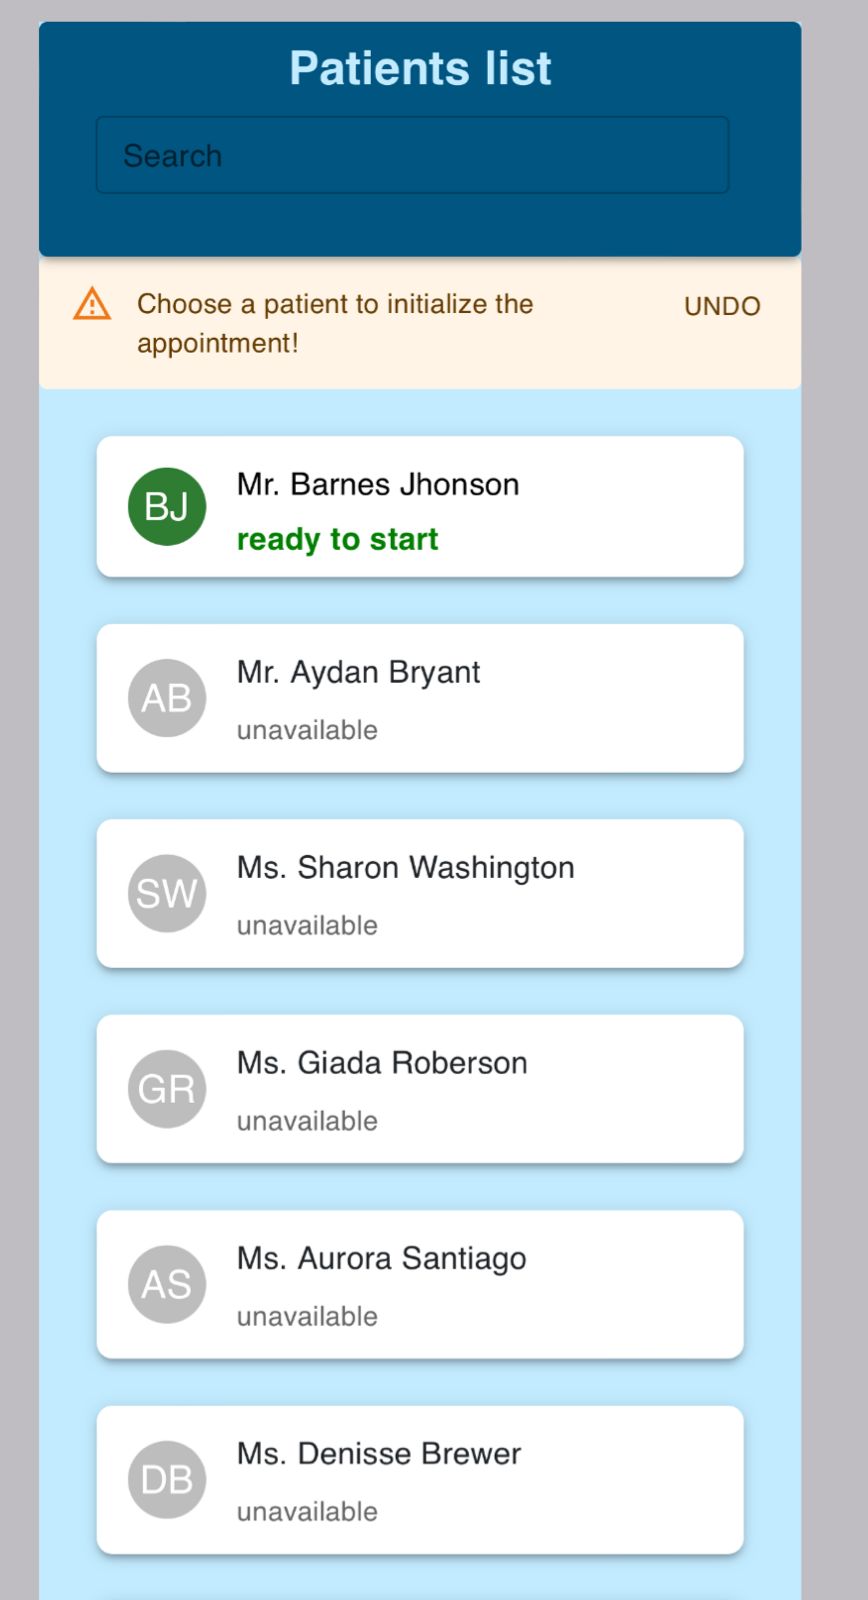 Patients list
Search
Choose a patient to initialize the
appointment!
UNDO
BJ
Mr. Barnes Jhonson
ready to start
AB
Mr. Aydan Bryant
unavailable
SW
Ms. Sharon Washington
unavailable
GR
Ms. Giada Roberson
unavailable
AS
Ms. Aurora Santiago
unavailable
DB
Ms. Denisse Brewer
unavailable